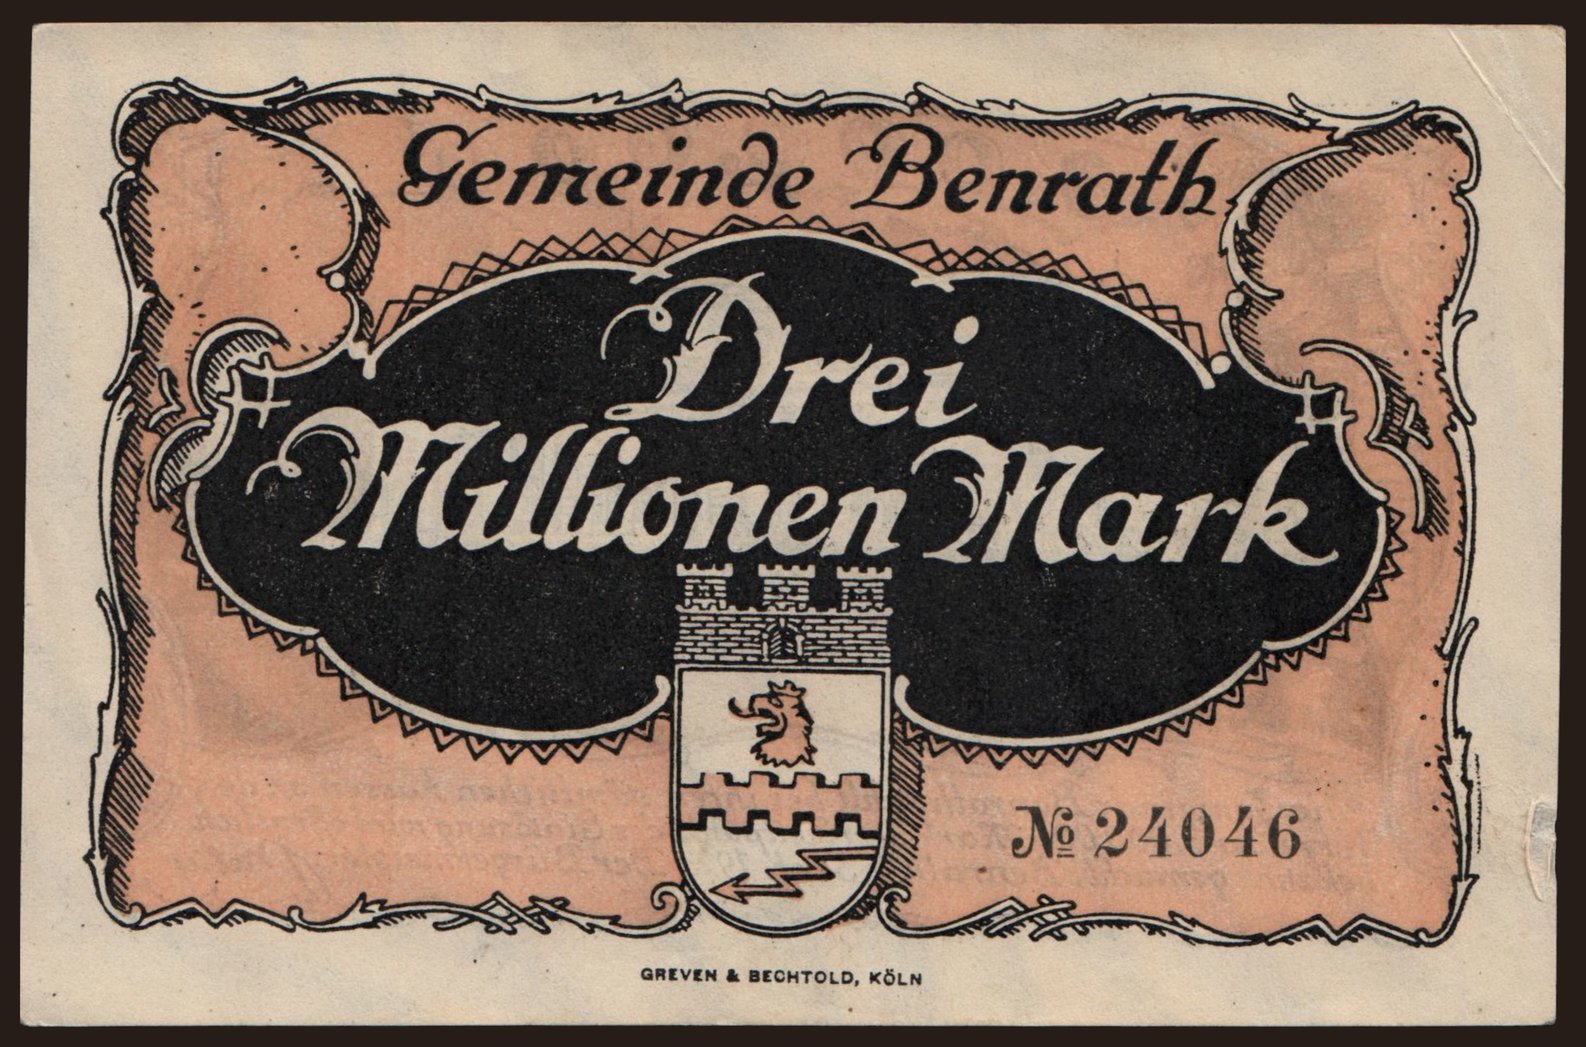 Gemeinde Benrath
Drei
Millionen Mark
№ 24046
GREVEN & BECHTOLD, KÖLN